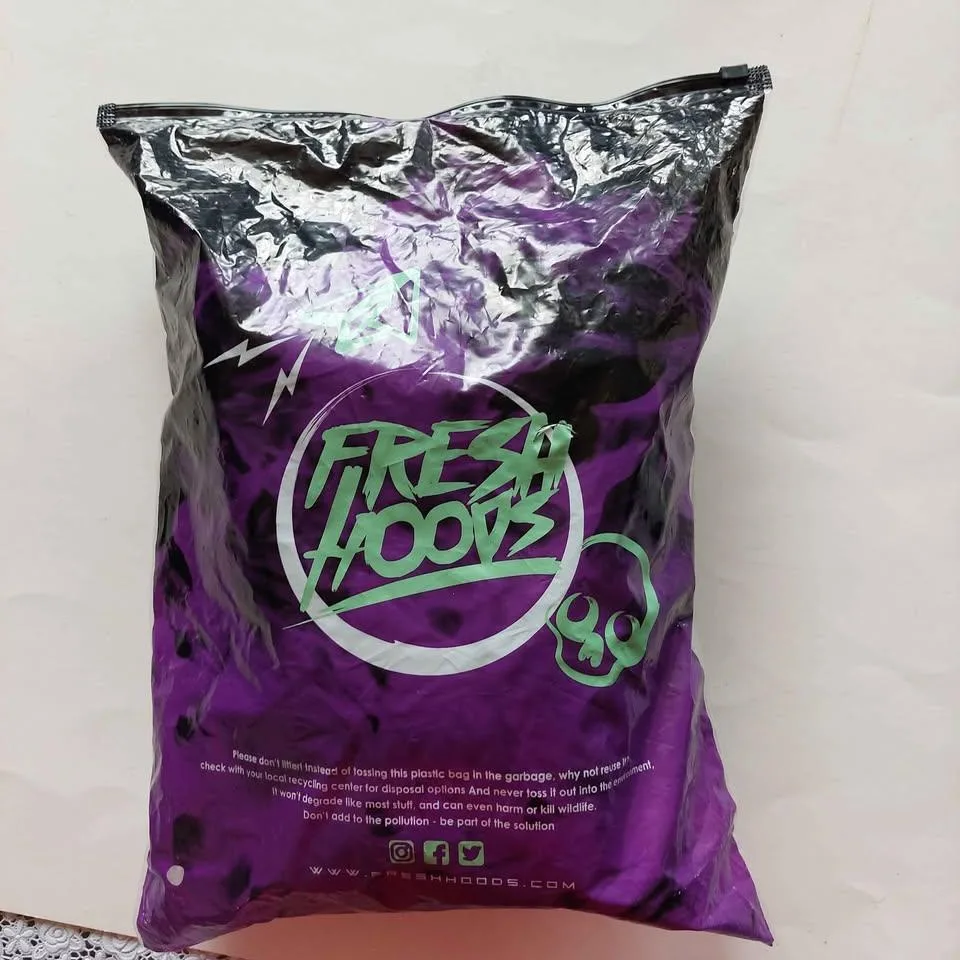 FRESH
HOODS
Please don't litter! Instead of tossing this plastic bag in the garbage, why not reuse it?
check with your local recycling center for disposal options And never toss it out into the environment,
It won't degrade like most stuff, and can even harm or kill wildlife.
Don't add to the pollution - be part of the solution
WWW.FRESHHOODS.COM